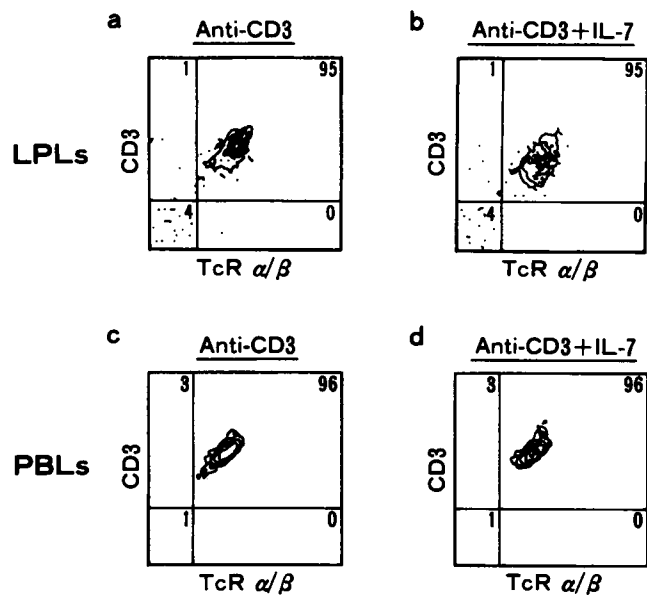 a Anti-CD3
b Anti-CD3+IL-7
LPLs
CD3
1 95
4 0
TcR α/β
CD3
1 95
4 0
TcR α/β
c Anti-CD3
d Anti-CD3+IL-7
PBLs
CD3
3 96
1 0
TcR α/β
CD3
3 96
1 0
TcR α/β